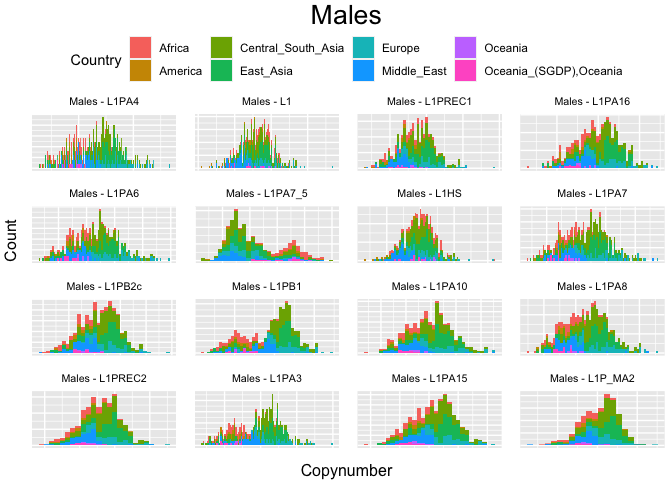 Males
Country
Africa
Central_South_Asia
Europe
Oceania
America
East_Asia
Middle_East
Oceania_(SGDP),Oceania
Males - L1PA4
Males - L1
Males - L1PREC1
Males - L1PA16
Males - L1PA6
Males - L1PA7_5
Males - L1HS
Males - L1PA7
Males - L1PB2c
Males - L1PB1
Males - L1PA10
Males - L1PA8
Males - L1PREC2
Males - L1PA3
Males - L1PA15
Males - L1P_MA2
Count
Copynumber